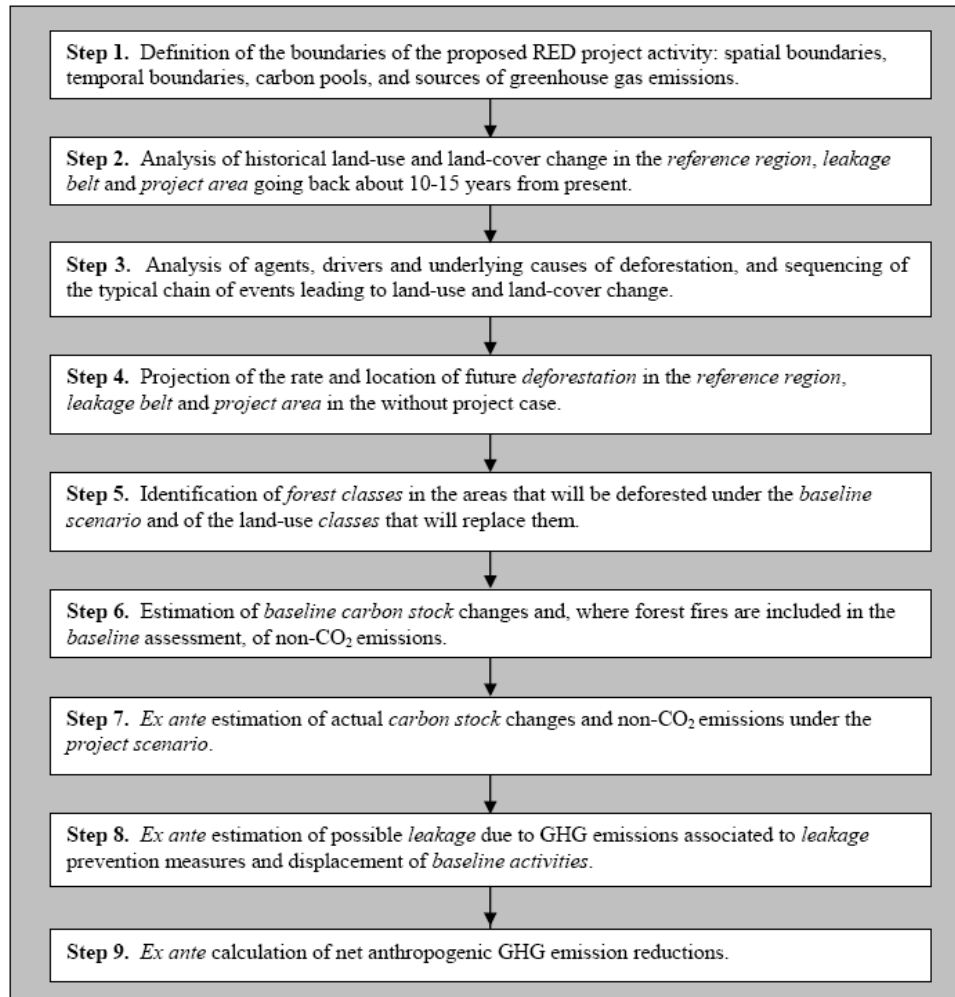 Step 1. Definition of the boundaries of the proposed RED project activity: spatial boundaries,
temporal boundaries, carbon pools, and sources of greenhouse gas emissions.
Step 2. Analysis of historical land-use and land-cover change in the reference region, leakage
belt and project area going back about 10-15 years from present.
Step 3. Analysis of agents, drivers and underlying causes of deforestation, and sequencing of
the typical chain of events leading to land-use and land-cover change.
Step 4. Projection of the rate and location of future deforestation in the reference region,
leakage belt and project area in the without project case.
Step 5. Identification of forest classes in the areas that will be deforested under the baseline
scenario and of the land-use classes that will replace them.
Step 6. Estimation of baseline carbon stock changes and, where forest fires are included in the
baseline assessment, of non-CO₂ emissions.
Step 7. Ex ante estimation of actual carbon stock changes and non-CO₂ emissions under the
project scenario.
Step 8. Ex ante estimation of possible leakage due to GHG emissions associated to leakage
prevention measures and displacement of baseline activities.
Step 9. Ex ante calculation of net anthropogenic GHG emission reductions.